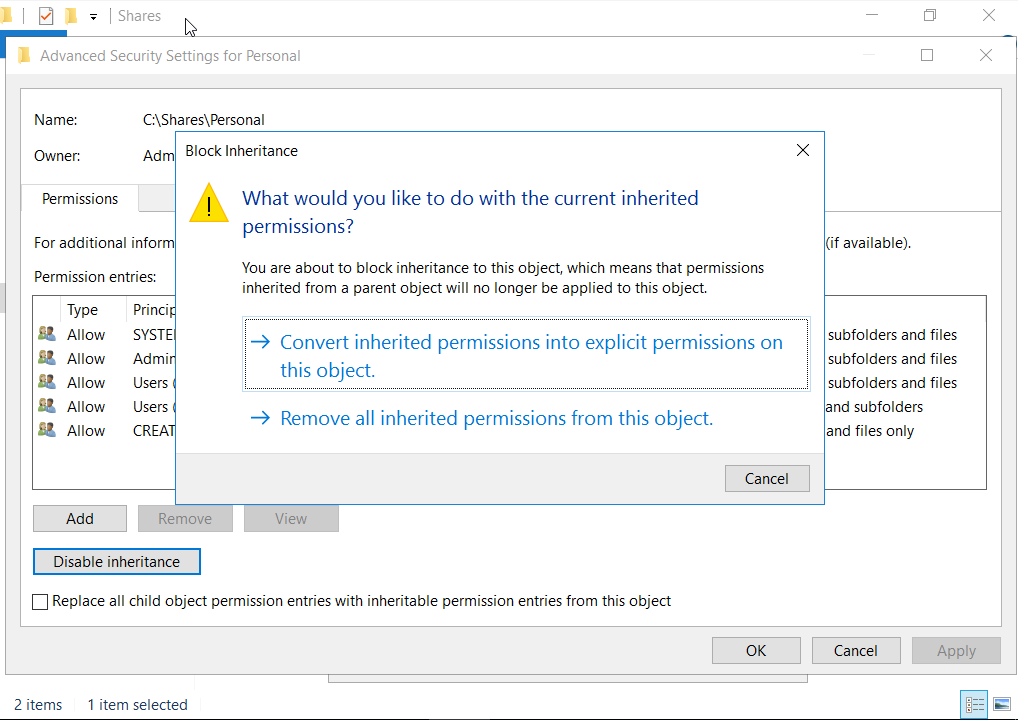 Shares
Advanced Security Settings for Personal
Name: C:\Shares\Personal
Owner: Adm
Block Inheritance
What would you like to do with the current inherited
permissions?
You are about to block inheritance to this object, which means that permissions
inherited from a parent object will no longer be applied to this object.
Convert inherited permissions into explicit permissions on
this object.
Remove all inherited permissions from this object.
Cancel
Permissions
For additional inform (if available).
Permission entries:
Type Princip
Allow SYSTE subfolders and files
Allow Admin subfolders and files
Allow Users ( subfolders and files
Allow Users ( and subfolders
Allow CREAT and files only
Add Remove View
Disable inheritance
Replace all child object permission entries with inheritable permission entries from this object
OK Cancel Apply
2 items 1 item selected